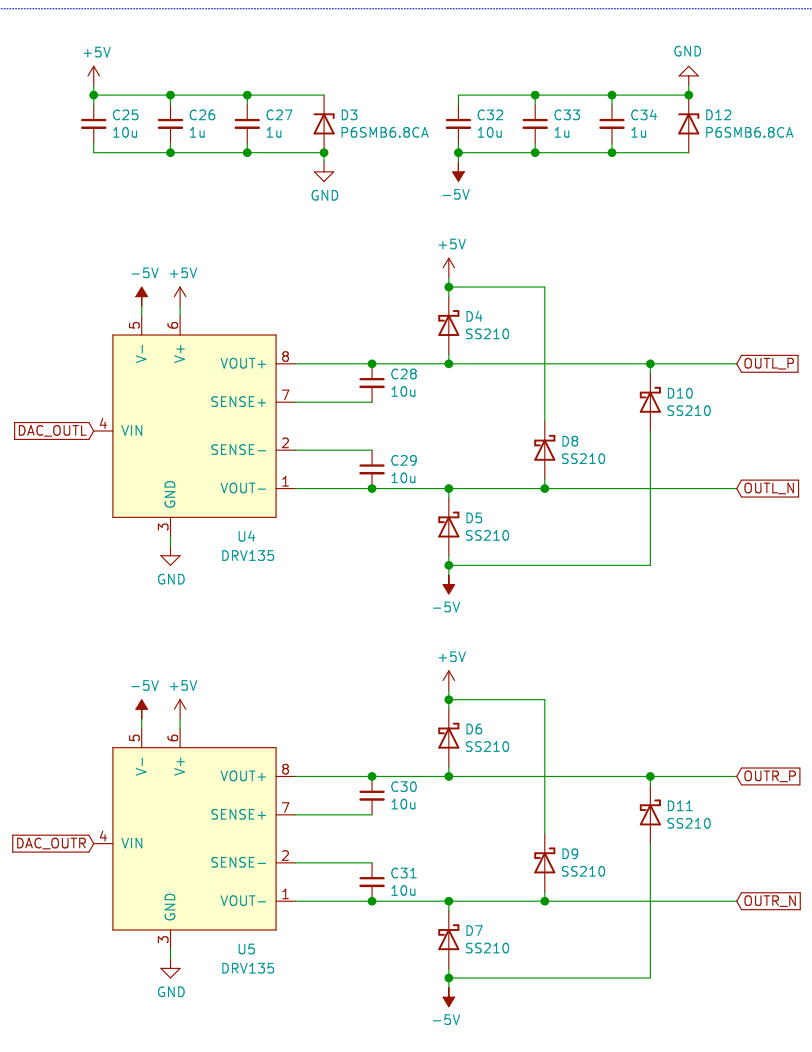 +5V
GND
C25
10u
C26
1u
C27
1u
D3
P6SMB6.8CA
C32
10u
C33
1u
C34
1u
D12
P6SMB6.8CA
GND
-5V
-5V
+5V
+5V
5
6
V-
V+
D4
SS210
VOUT+
8
OUTL_P
C28
10u
SENSE+
7
D10
SS210
DAC_OUTL
4
VIN
SENSE-
2
D8
SS210
C29
10u
GND
VOUT-
1
OUTL_N
3
D5
SS210
U4
DRV135
GND
-5V
+5V
-5V
+5V
5
6
V-
V+
D6
SS210
VOUT+
8
OUTR_P
C30
10u
SENSE+
7
D11
SS210
DAC_OUTR
4
VIN
SENSE-
2
D9
SS210
C31
10u
GND
VOUT-
1
OUTR_N
3
D7
SS210
U5
DRV135
GND
-5V